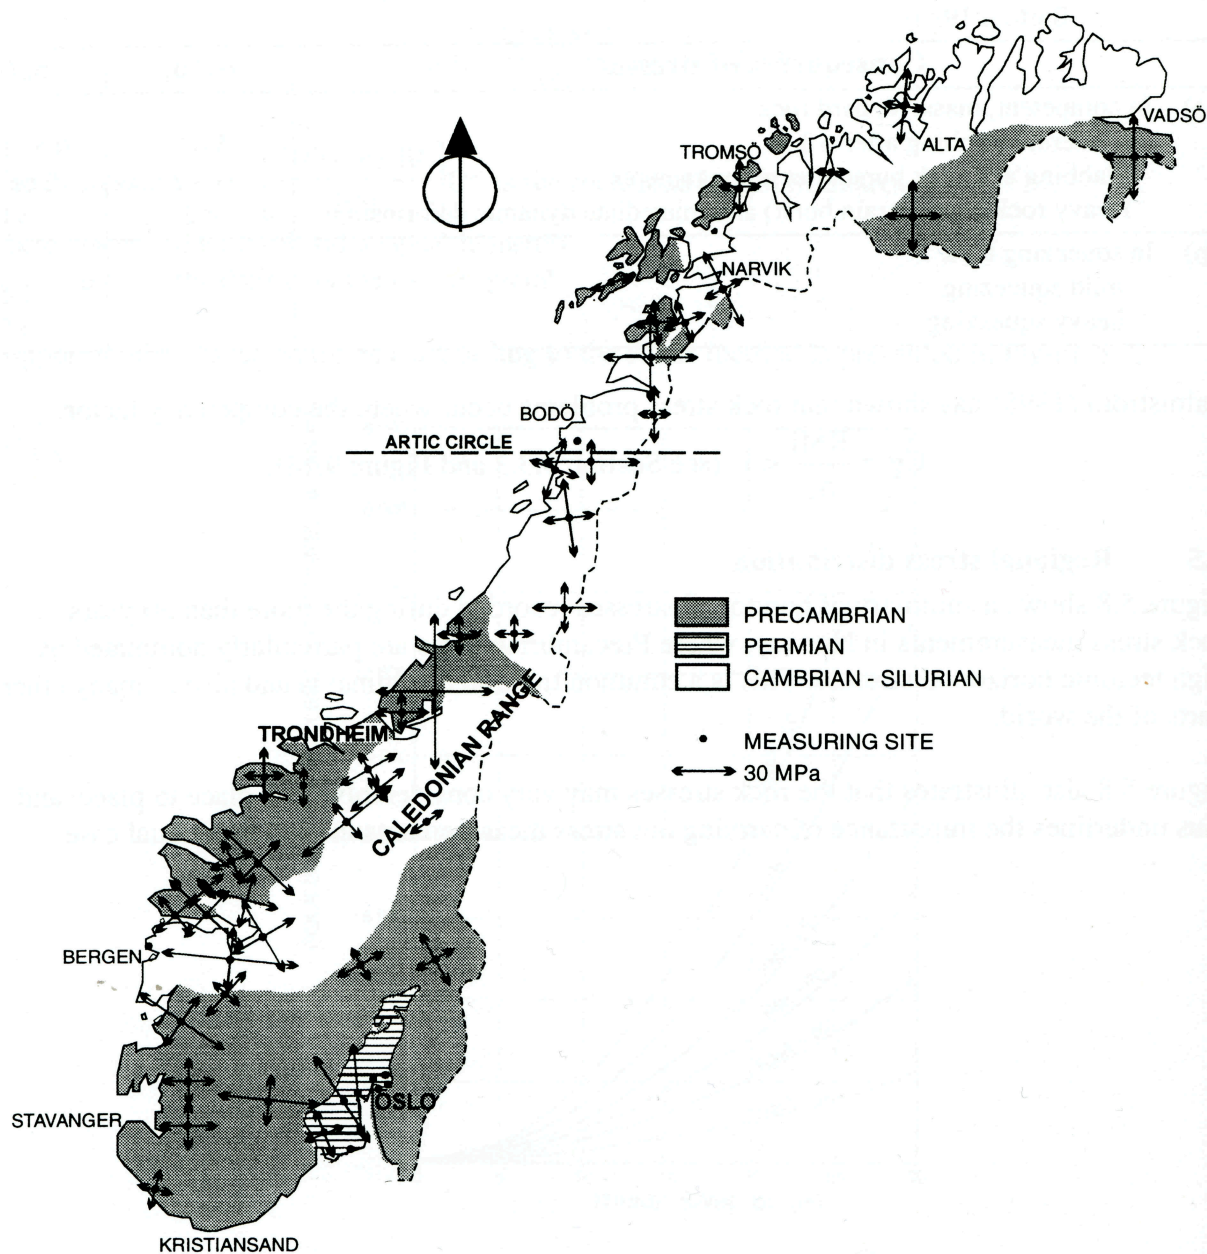 VADSÖ
ALTA
TROMSÖ
NARVIK
BODÖ
ARTIC CIRCLE
PRECAMBRIAN
PERMIAN
CAMBRIAN - SILURIAN
CALEDONIAN RANGE
TRONDHEIM
MEASURING SITE
30 MPa
BERGEN
OSLO
STAVANGER
KRISTIANSAND